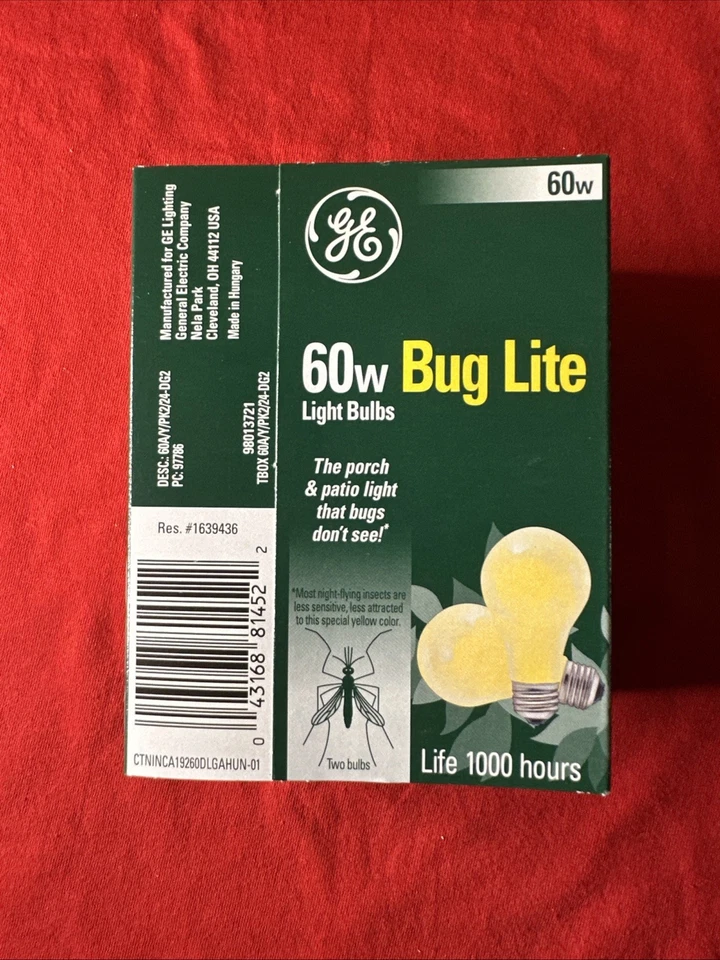 Manufactured for GE Lighting
General Electric Company
Nela Park
Cleveland, OH 44112 USA
Made in Hungary
DESC: 60A/Y/PK2/24-DG2
PC: 97786
98013721
TBOX 60A/Y/PK2/24-DG2
Res. #1639436
0 43168 81452 2
CTNINCA19260DLGAHUN-01
60w
GE
60w Bug Lite
Light Bulbs
The porch
& patio light
that bugs
don't see!*
*Most night-flying insects are
less sensitive, less attracted
to this special yellow color.
Two bulbs
Life 1000 hours